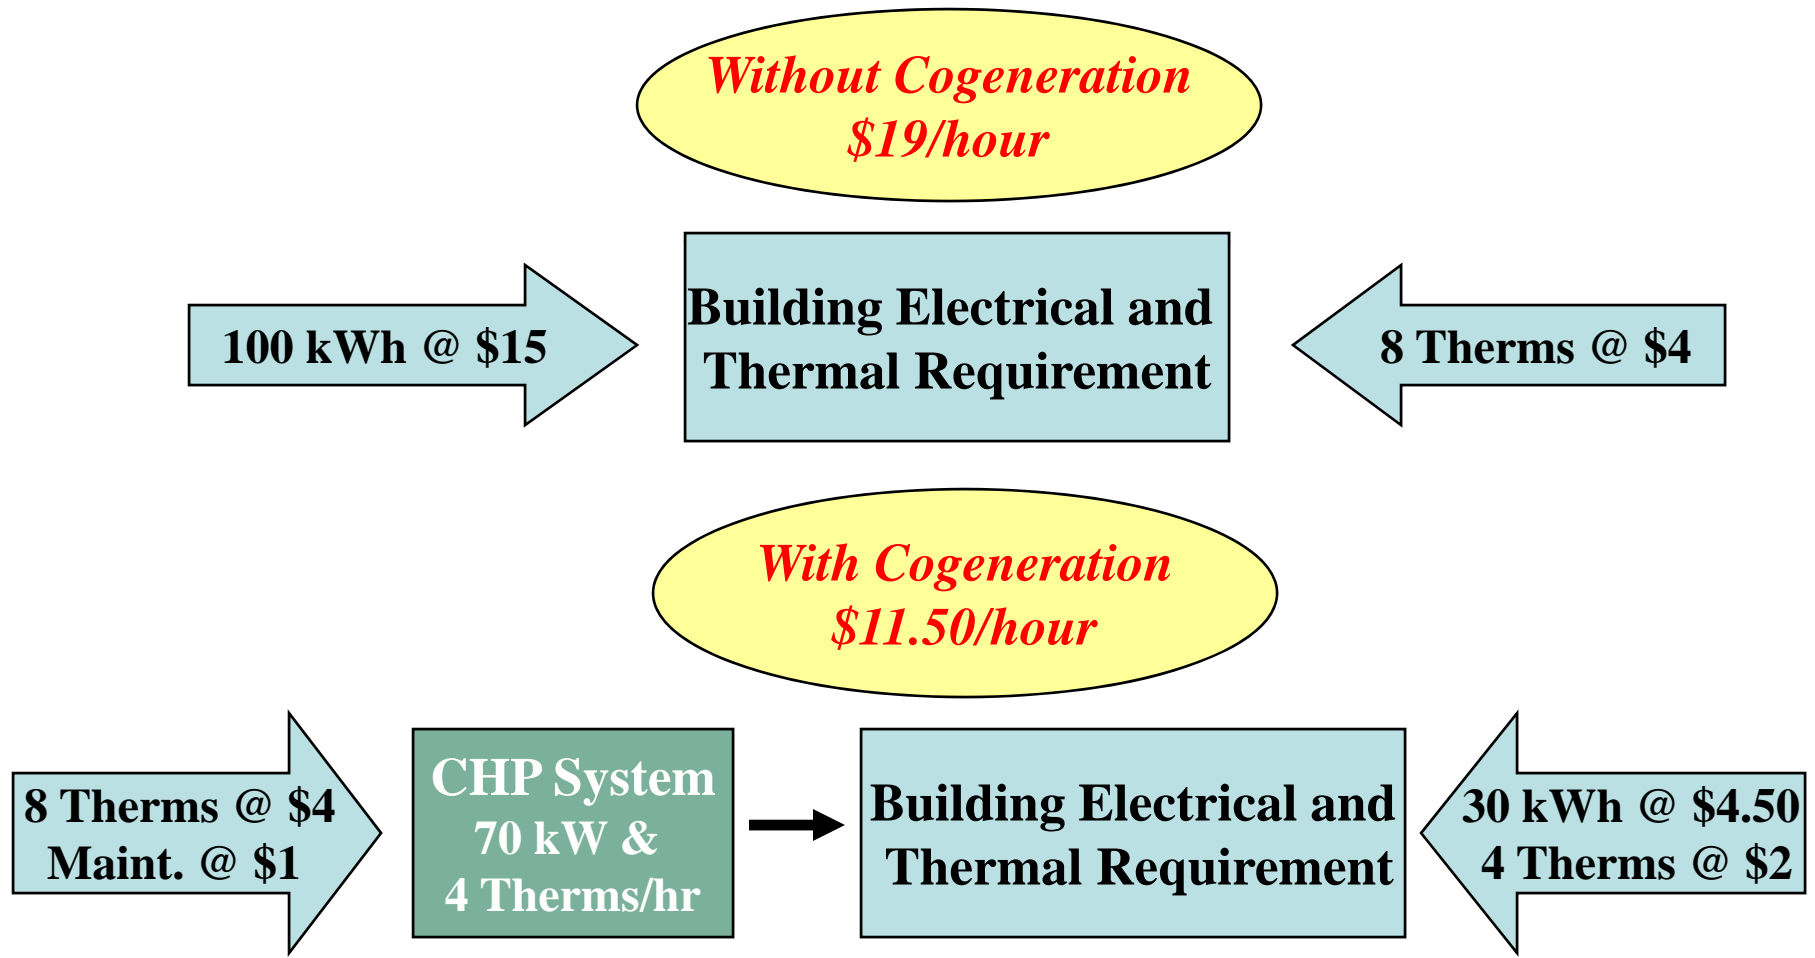 Without Cogeneration
$19/hour
100 kWh @ $15
Building Electrical and
Thermal Requirement
8 Therms @ $4
With Cogeneration
$11.50/hour
8 Therms @ $4
Maint. @ $1
CHP System
70 kW &
4 Therms/hr
Building Electrical and
Thermal Requirement
30 kWh @ $4.50
4 Therms @ $2